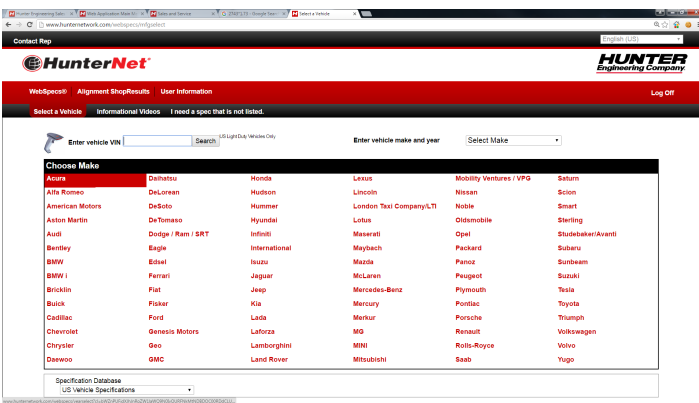 Hunter Engineering Sales
Web Application Main M
Sales and Service
Google Sear
Select a Vehicle
www.hunternetwork.com/webspecs/mfgselect
Contact Rep
English (US)
HunterNet
HUNTER
Engineering Company
WebSpecs® Alignment ShopResults User Information
Log Off
Select a Vehicle Informational Videos I need a spec that is not listed.
Enter vehicle VIN Search US Light Duty Vehicles Only Enter vehicle make and year Select Make
Choose Make
Acura Daihatsu Honda Lexus Mobility Ventures / VPG Saturn
Alfa Romeo DeLorean Hudson Lincoln Nissan Scion
American Motors DeSoto Hummer London Taxi Company/LTI Noble Smart
Aston Martin DeTomaso Hyundai Lotus Oldsmobile Sterling
Audi Dodge / Ram / SRT Infiniti Maserati Opel Studebaker/Avanti
Bentley Eagle International Maybach Packard Subaru
BMW Edsel Isuzu Mazda Panoz Sunbeam
BMW i Ferrari Jaguar McLaren Peugeot Suzuki
Bricklin Fiat Jeep Mercedes-Benz Plymouth Tesla
Buick Fisker Kia Mercury Pontiac Toyota
Cadillac Ford Lada Merkur Porsche Triumph
Chevrolet Genesis Motors Laforza MG Renault Volkswagen
Chrysler Geo Lamborghini MINI Rolls-Royce Volvo
Daewoo GMC Land Rover Mitsubishi Saab Yugo
Specification Database
US Vehicle Specifications